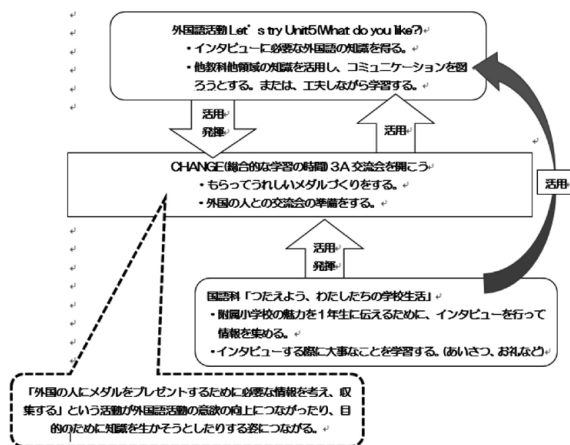 外国語活動 Let's try Unit5(What do you like?)
・インタビューに必要な外国語の知識を得る。
・他教科他領域の知識を活用し、コミュニケーションを図
ろうとする。または、工夫しながら学習する。
活用
発揮
活用
CHANGE(総合的な学習の時間) 3A交流会を開こう
・もらってうれしいメダルづくりをする。
・外国の人との交流会の準備をする。
活用
活用
発揮
国語科「つたえよう、わたしたちの学校生活」
・附属小学校の魅力を1年生に伝えるために、インタビューを行って
情報を集める。
・インタビューする際に大事なことを学習する。(あいさつ、お礼など)
「外国の人にメダルをプレゼントするために必要な情報を考え、収
集する」という活動が外国語活動の意欲の向上につながったり、目
的のために知識を生かそうとしたりする姿につながる。